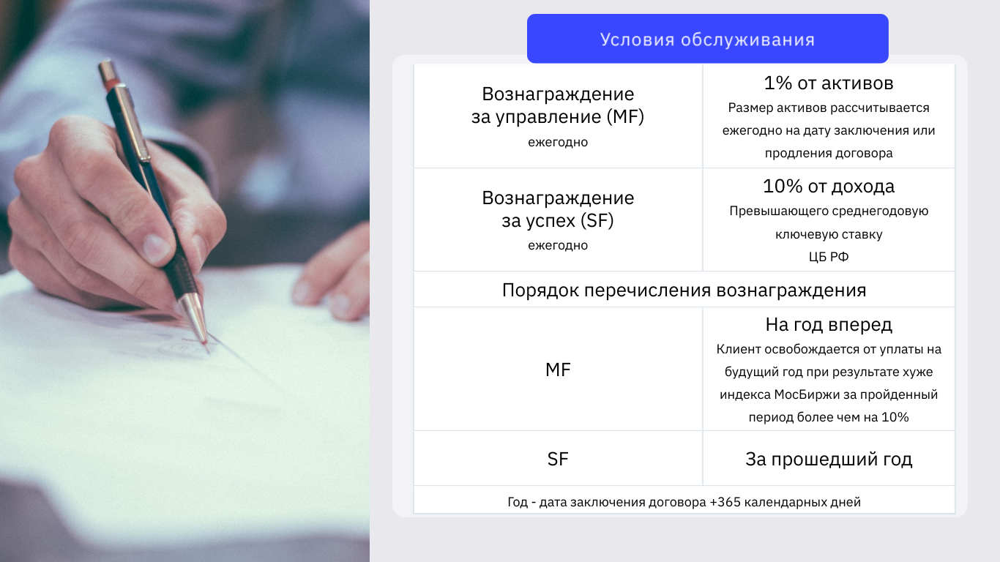 Условия обслуживания
Вознаграждение
за управление (MF)
ежегодно
1% от активов
Размер активов рассчитывается
ежегодно на дату заключения или
продления договора
Вознаграждение
за успех (SF)
ежегодно
10% от дохода
Превышающего среднегодовую
ключевую ставку
ЦБ РФ
Порядок перечисления вознаграждения
MF
На год вперед
Клиент освобождается от уплаты на
будущий год при результате хуже
индекса МосБиржи за пройденный
период более чем на 10%
SF
За прошедший год
Год - дата заключения договора +365 календарных дней